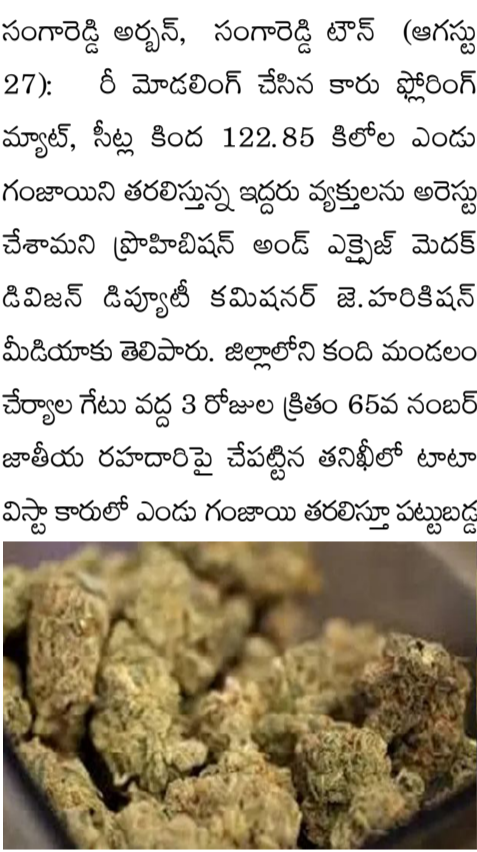 సంగారెడ్డి అర్బన్, సంగారెడ్డి టౌన్ (ఆగస్టు
27): రీ మోడలింగ్ చేసిన కారు ఫ్లోరింగ్
మ్యాట్, సీట్ల కింద 122.85 కిలోల ఎండు
గంజాయిని తరలిస్తున్న ఇద్దరు వ్యక్తులను అరెస్టు
చేశామని ప్రొహిబిషన్ అండ్ ఎక్సైజ్ మెదక్
డివిజన్ డిప్యూటీ కమిషనర్ జె.హరికిషన్
మీడియాకు తెలిపారు. జిల్లాలోని కంది మండలం
చేర్యాల గేటు వద్ద 3 రోజుల క్రితం 65వ నంబర్
జాతీయ రహదారిపై చేపట్టిన తనిఖీలో టాటా
విస్టా కారులో ఎండు గంజాయి తరలిస్తూ పట్టుబడ్డ